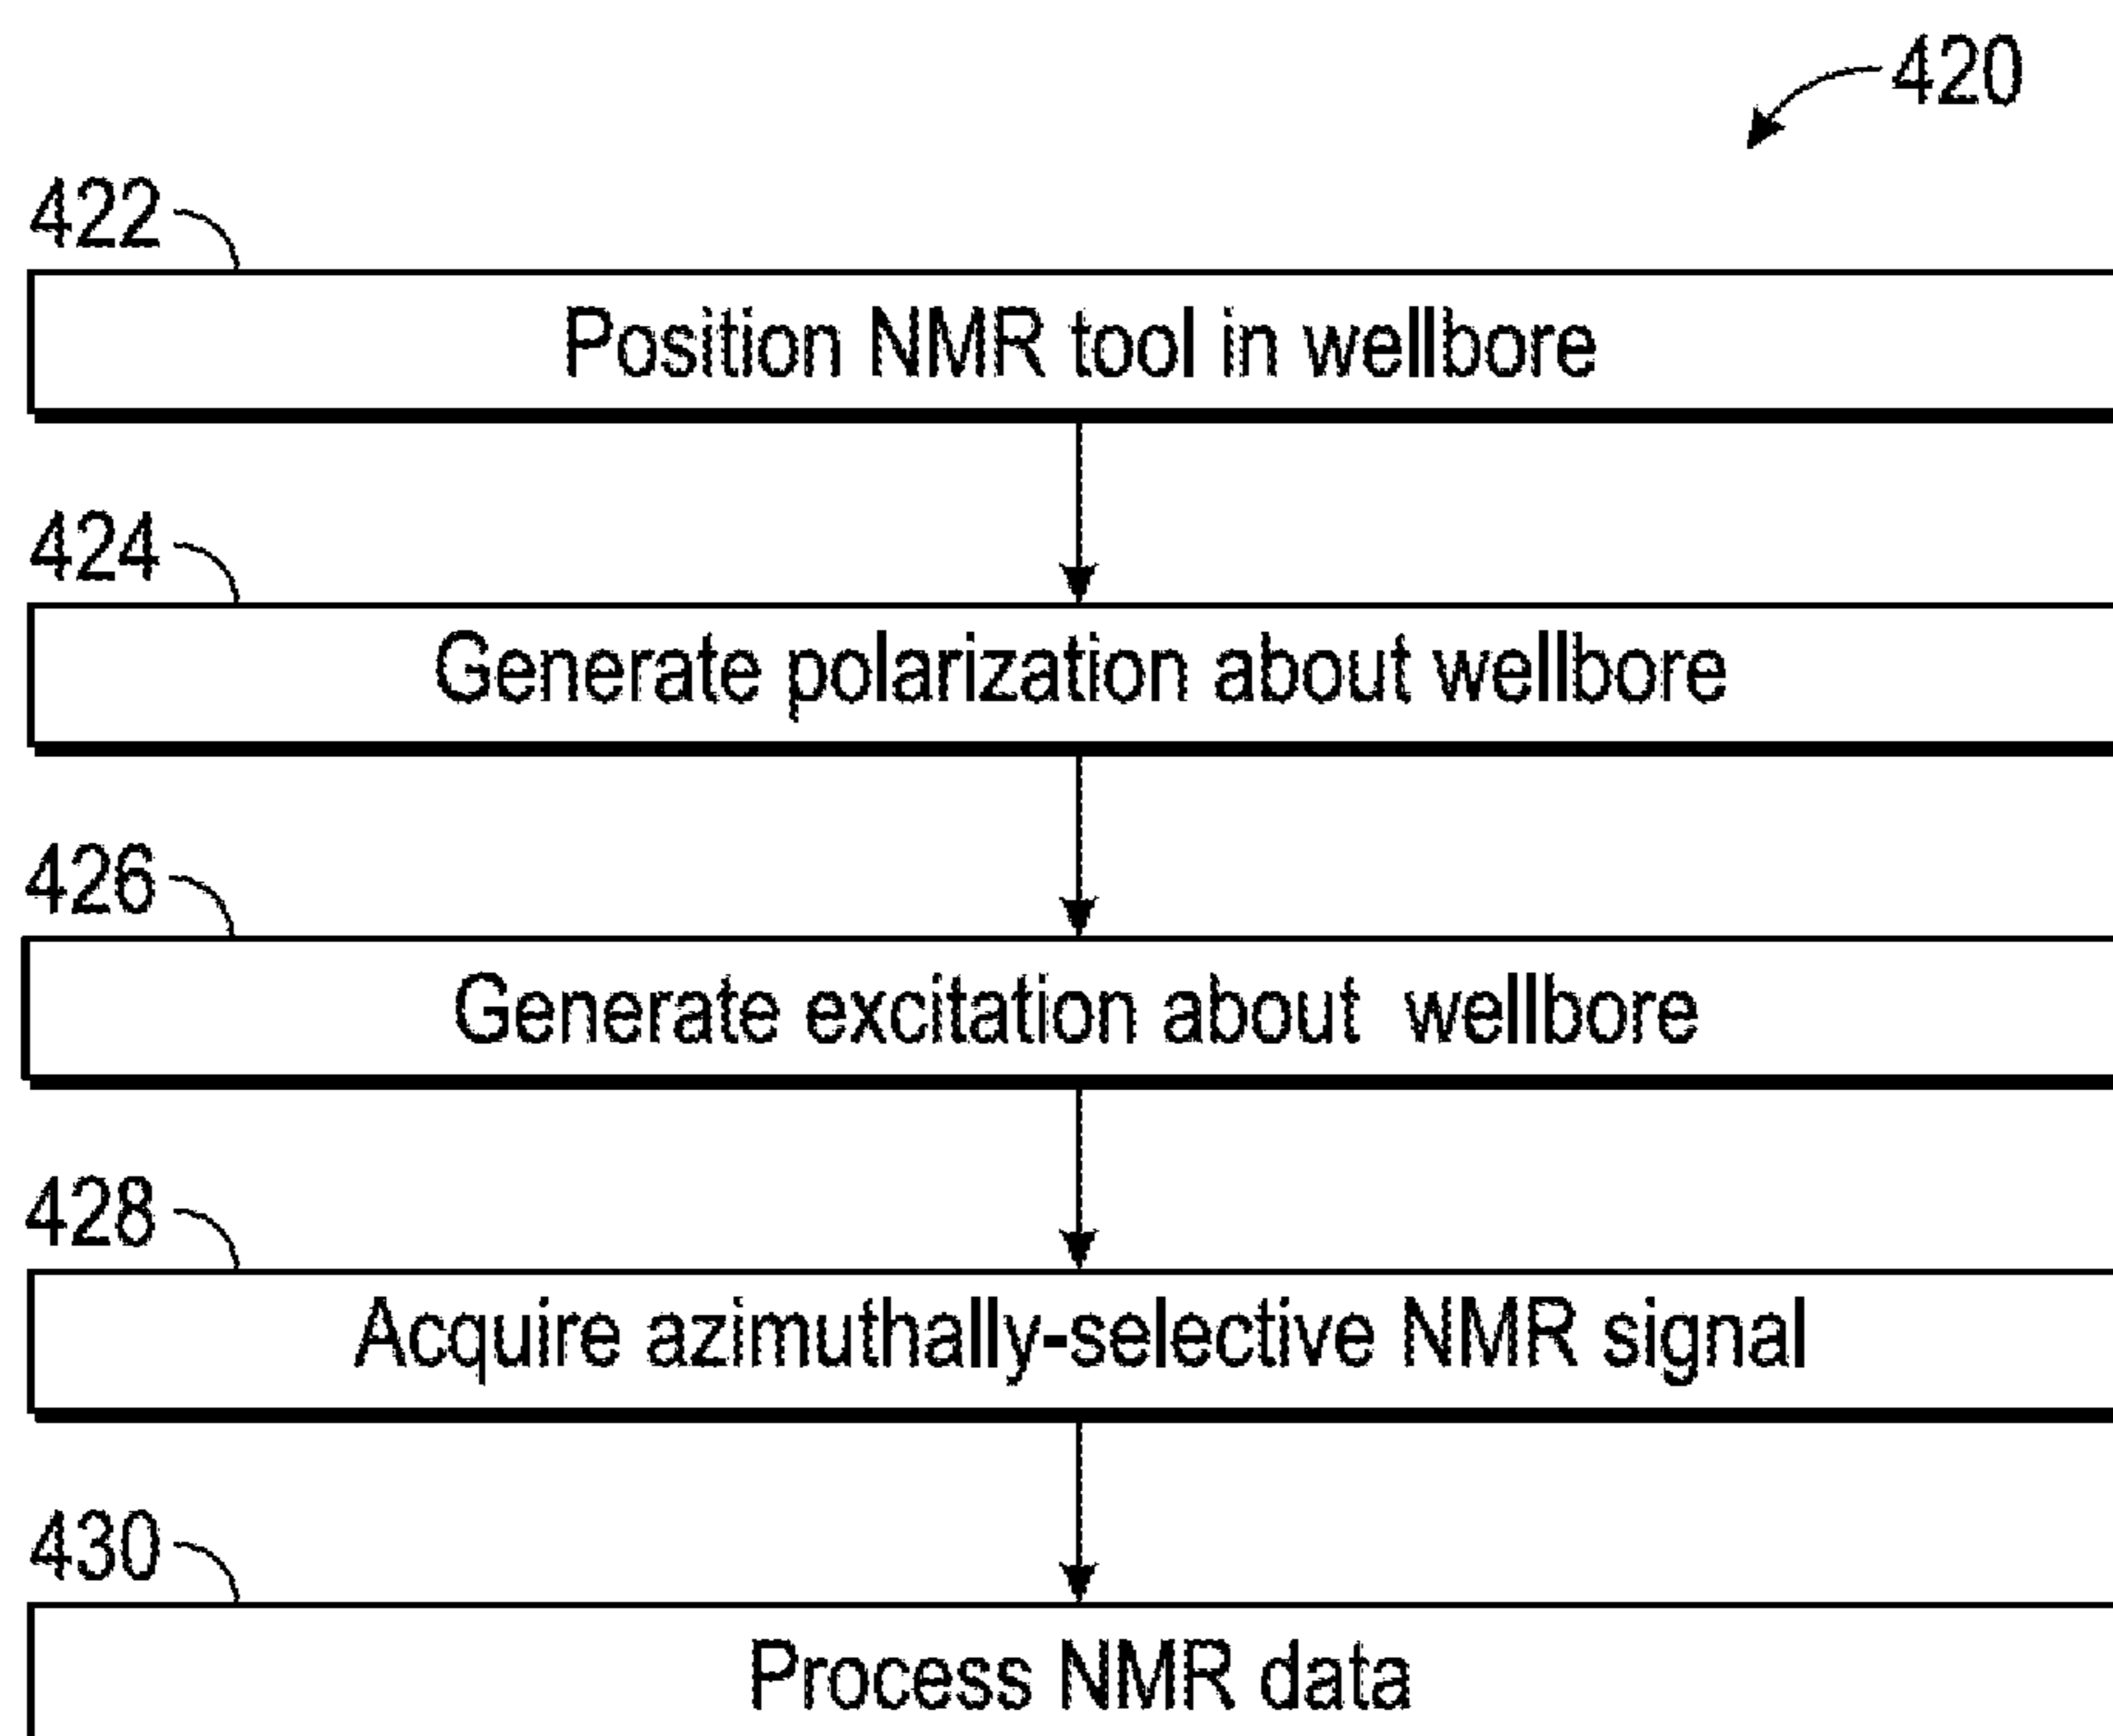 420
422
Position NMR tool in wellbore
424
Generate polarization about wellbore
426
Generate excitation about wellbore
428
Acquire azimuthally-selective NMR signal
430
Process NMR data